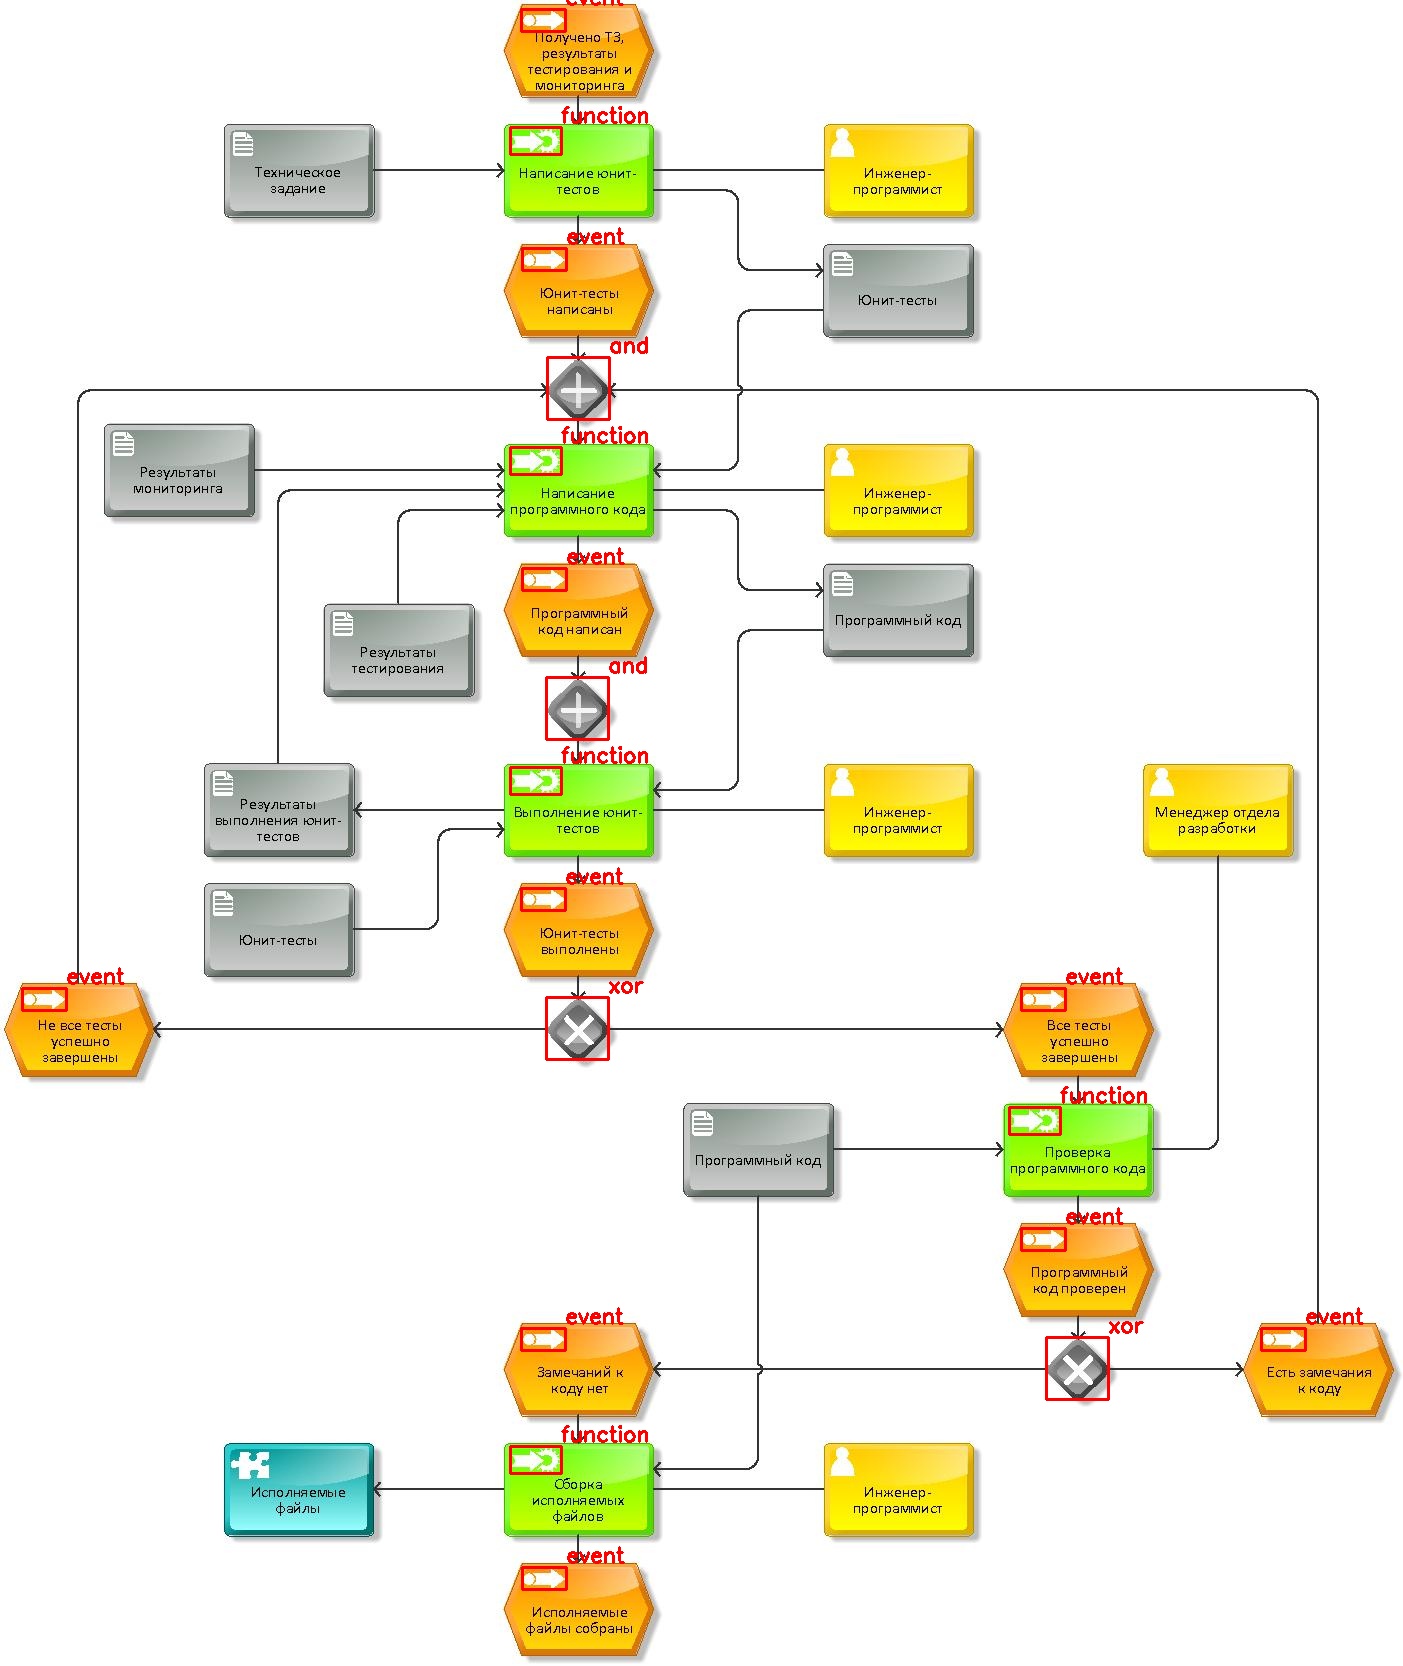 event
Получено ТЗ,
результаты
тестирования и
мониторинга
function
Техническое
задание
Написание юнит-
тестов
Инженер-
программист
event
Юнит-тесты
написаны
Юнит-тесты
and
function
Результаты
мониторинга
Написание
программного кода
Инженер-
программист
event
Программный
код написан
Программный код
Результаты
тестирования
and
function
Результаты
выполнения юнит-
тестов
Выполнение юнит-
тестов
Инженер-
программист
Менеджер отдела
разработки
event
Юнит-тесты
Юнит-тесты
выполнены
event
xor
event
Не все тесты
успешно
завершены
Все тесты
успешно
завершены
function
Программный код
Проверка
программного кода
event
Программный
код проверен
event
xor
event
Замечаний к
коду нет
Есть замечания
к коду
function
Исполняемые
файлы
Сборка
исполняемых
файлов
Инженер-
программист
event
Исполняемые
файлы собраны